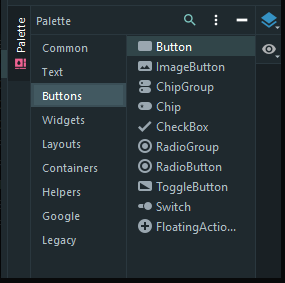 Palette
Palette
Common
Text
Buttons
Widgets
Layouts
Containers
Helpers
Google
Legacy
Button
ImageButton
ChipGroup
Chip
CheckBox
RadioGroup
RadioButton
ToggleButton
Switch
FloatingActio...